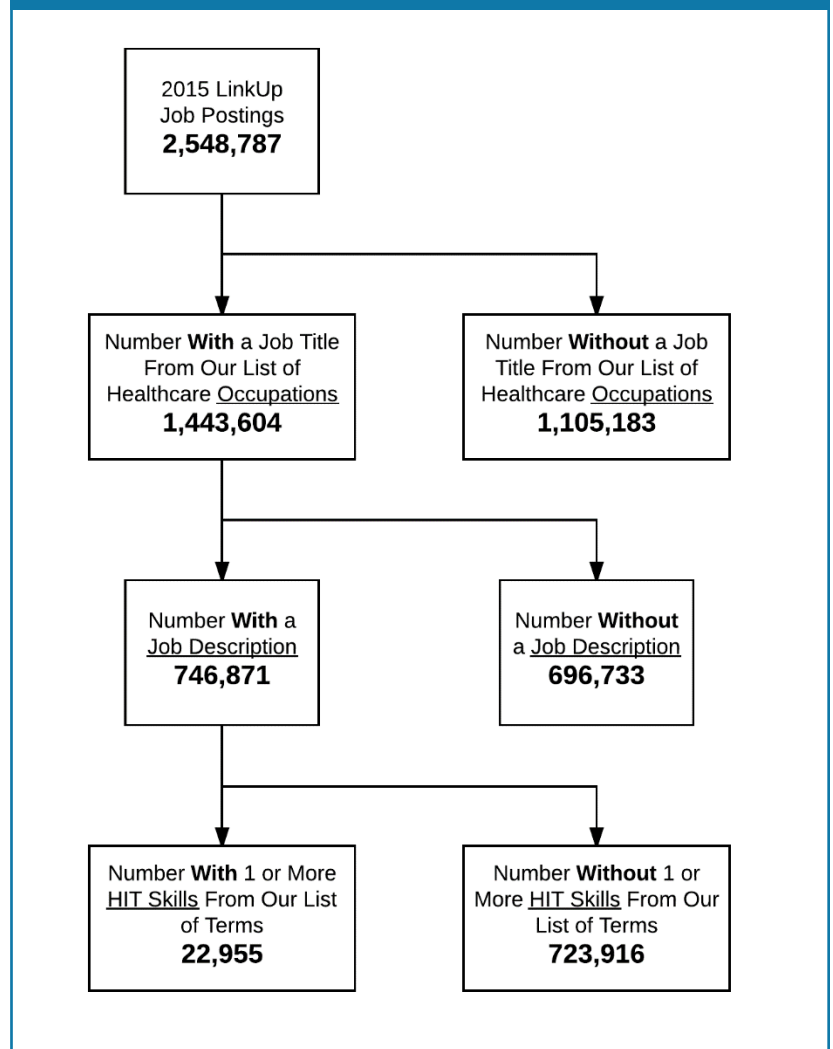 2015 LinkUp
Job Postings
2,548,787
Number With a Job Title
From Our List of
Healthcare Occupations
1,443,604
Number Without a Job
Title From Our List of
Healthcare Occupations
1,105,183
Number With a
Job Description
746,871
Number Without
a Job Description
696,733
Number With 1 or More
HIT Skills From Our List
of Terms
22,955
Number Without 1 or
More HIT Skills From Our
List of Terms
723,916